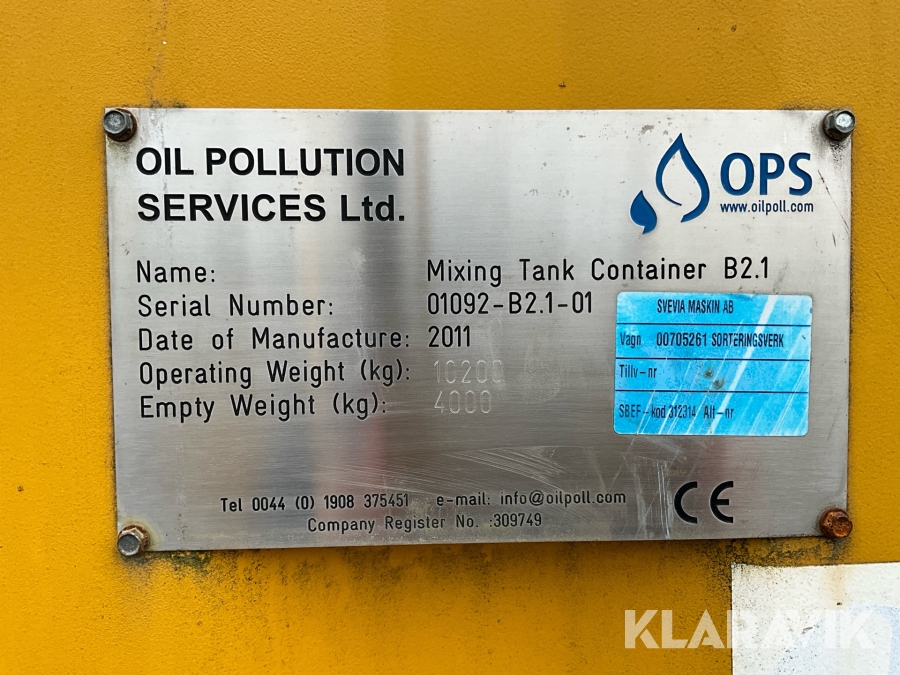 OIL POLLUTION
SERVICES Ltd.
OPS
www.oilpoll.com
Name: Mixing Tank Container B2.1
Serial Number: 01092-B2.1-01
Date of Manufacture: 2011
Operating Weight (kg): 10200
Empty Weight (kg): 4000
SVEVIA MASKIN AB
Vagn 00705261 SORTERINGSVERK
Tillv-nr
SBEF-kod 312314 Alt-nr
Tel 0044 (0) 1908 375451 e-mail: info@oilpoll.com
Company Register No. :309749
CE
KLARAVIK